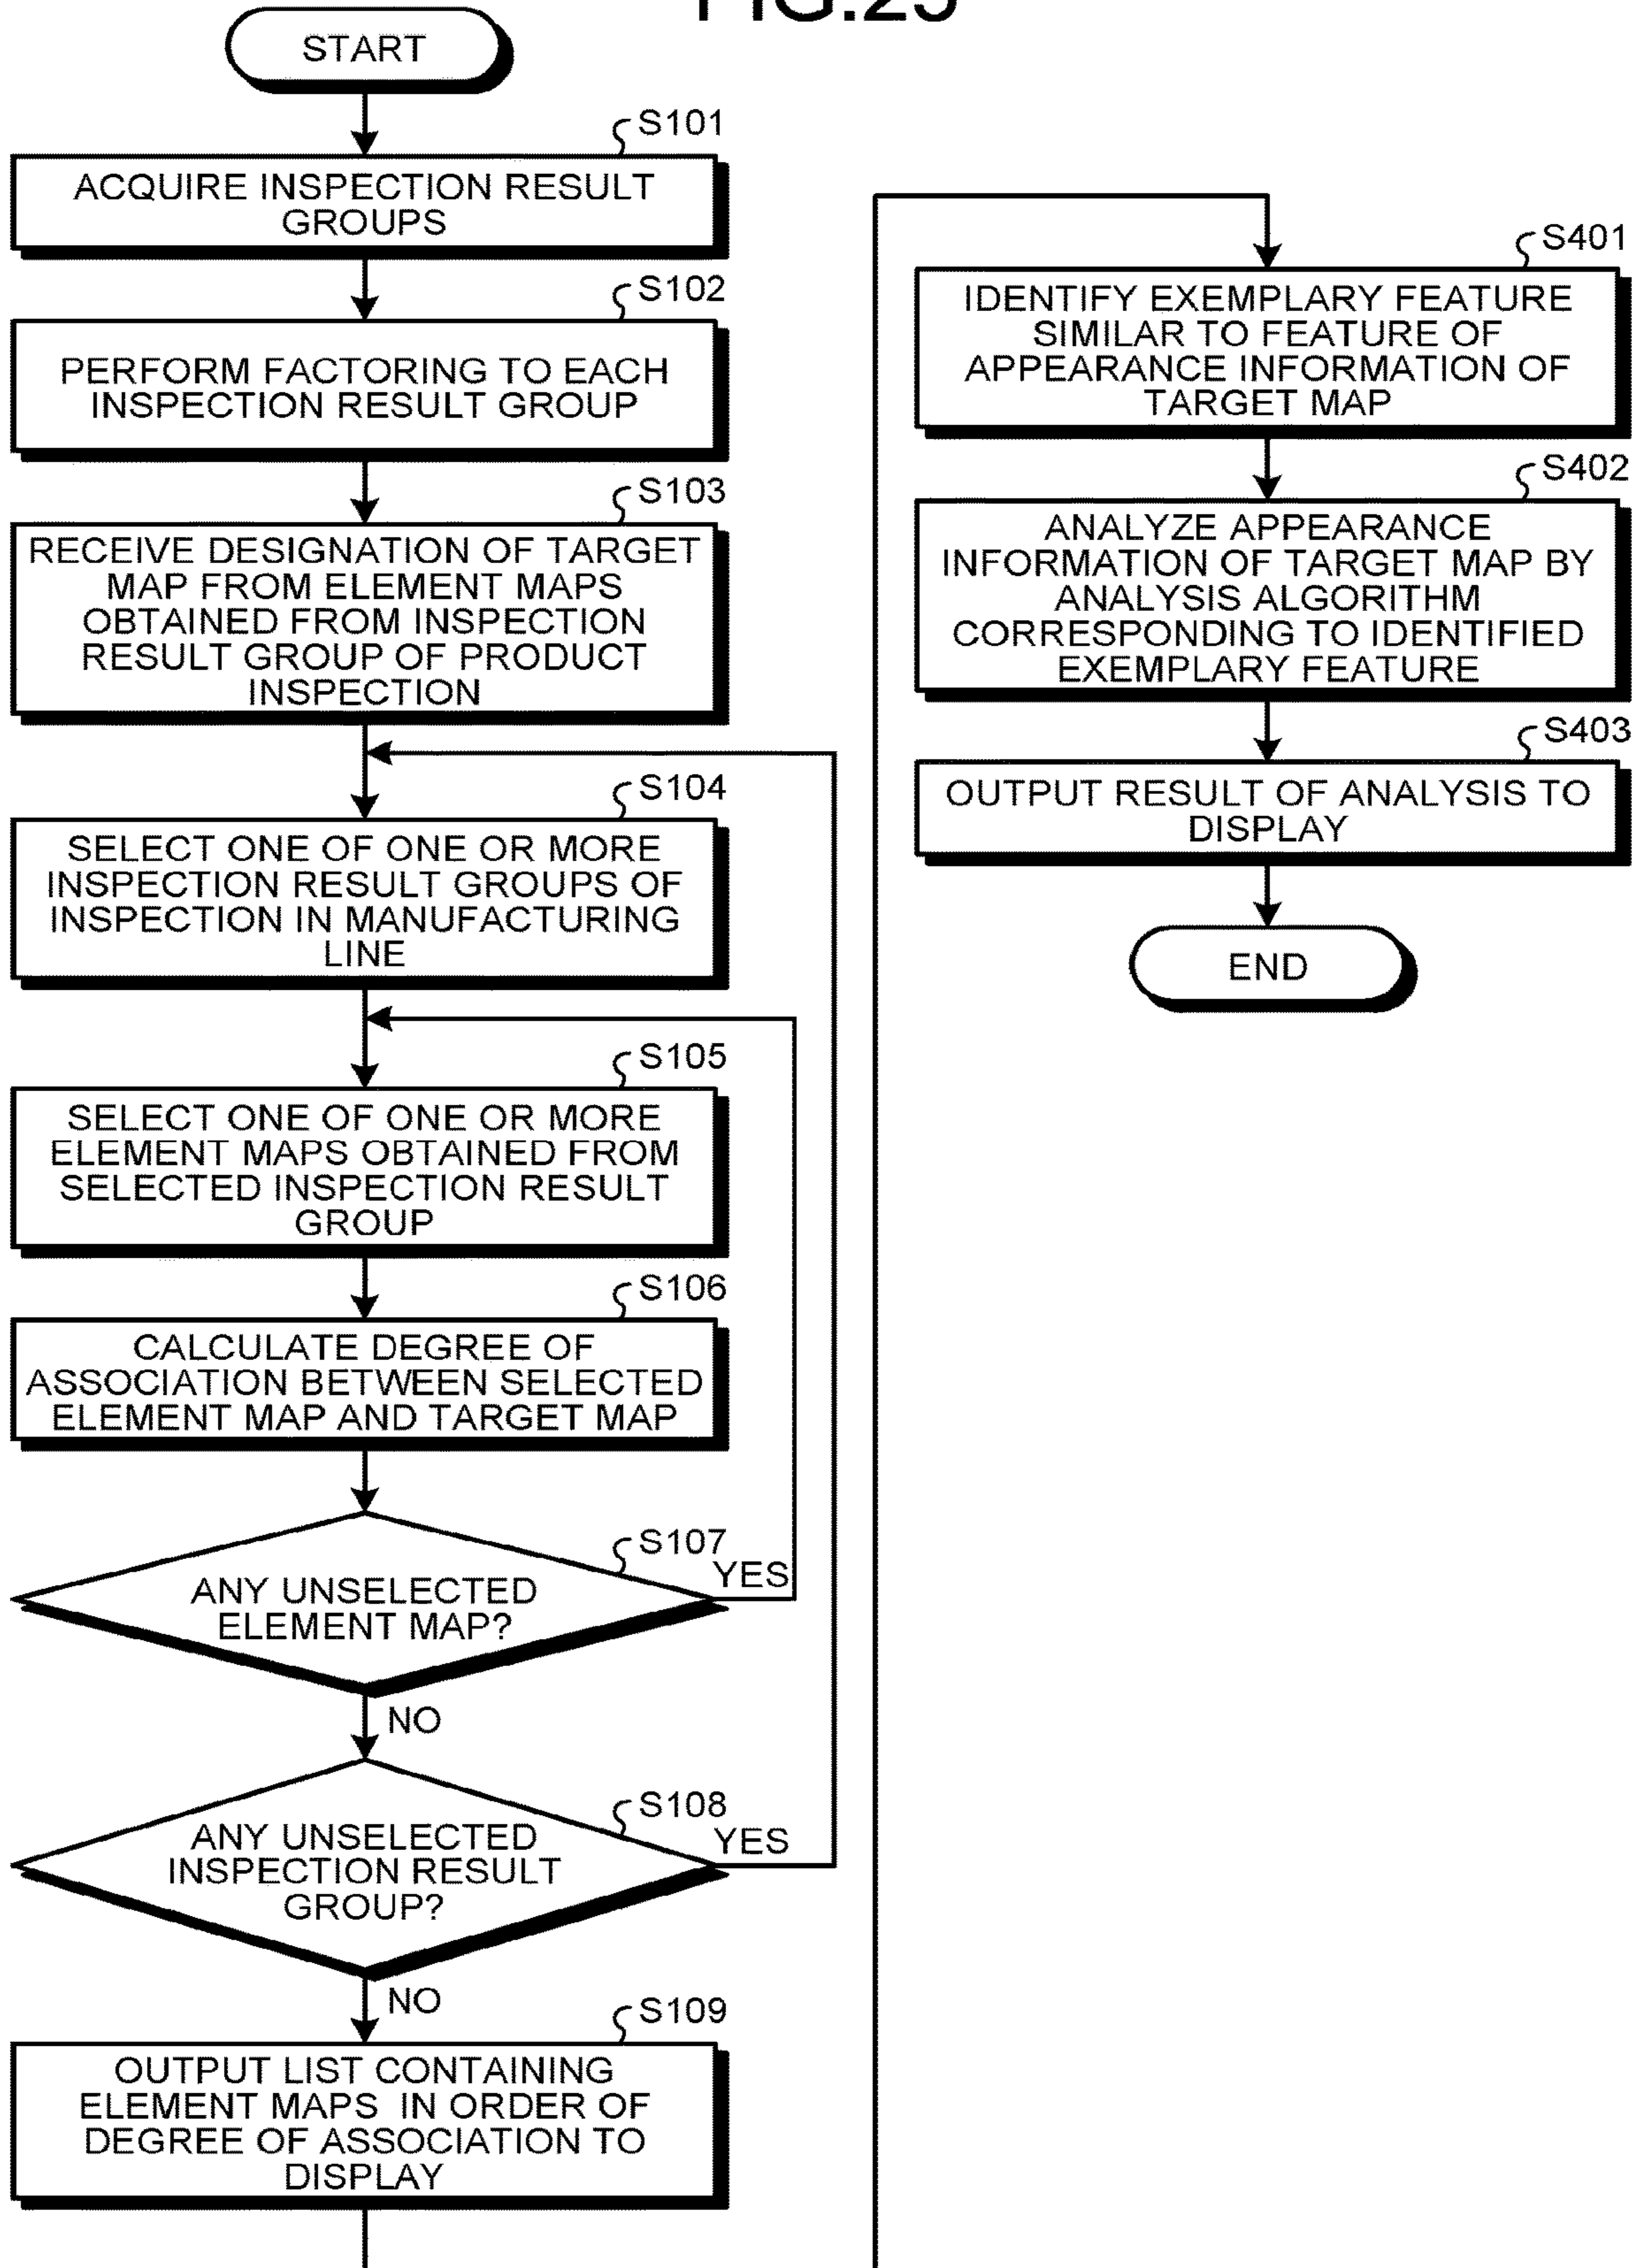 FIG.25
START
S101
ACQUIRE INSPECTION RESULT
GROUPS
S102
PERFORM FACTORING TO EACH
INSPECTION RESULT GROUP
S103
RECEIVE DESIGNATION OF TARGET
MAP FROM ELEMENT MAPS
OBTAINED FROM INSPECTION
RESULT GROUP OF PRODUCT
INSPECTION
S104
SELECT ONE OF ONE OR MORE
INSPECTION RESULT GROUPS OF
INSPECTION IN MANUFACTURING
LINE
S105
SELECT ONE OF ONE OR MORE
ELEMENT MAPS OBTAINED FROM
SELECTED INSPECTION RESULT
GROUP
S106
CALCULATE DEGREE OF
ASSOCIATION BETWEEN SELECTED
ELEMENT MAP AND TARGET MAP
S107
YES
ANY UNSELECTED
ELEMENT MAP?
NO
S108
YES
ANY UNSELECTED
INSPECTION RESULT
GROUP?
NO
S109
OUTPUT LIST CONTAINING
ELEMENT MAPS IN ORDER OF
DEGREE OF ASSOCIATION TO
DISPLAY
S401
IDENTIFY EXEMPLARY FEATURE
SIMILAR TO FEATURE OF
APPEARANCE INFORMATION OF
TARGET MAP
S402
ANALYZE APPEARANCE
INFORMATION OF TARGET MAP BY
ANALYSIS ALGORITHM
CORRESPONDING TO IDENTIFIED
EXEMPLARY FEATURE
S403
OUTPUT RESULT OF ANALYSIS TO
DISPLAY
END